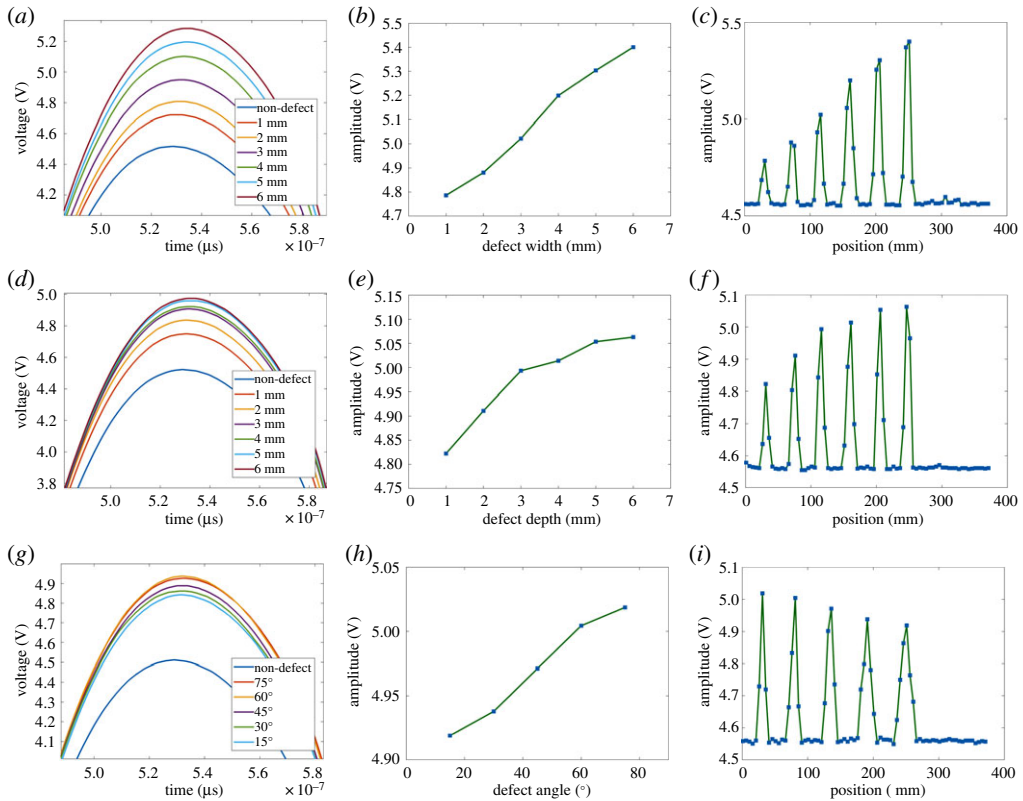 (a)
voltage (V)
5.2
5.0
4.8
4.6
4.4
4.2
non-defect
1 mm
2 mm
3 mm
4 mm
5 mm
6 mm
5.0 5.2 5.4 5.6 5.8
time (μs) × 10⁻⁷
(b)
amplitude (V)
5.5
5.4
5.3
5.2
5.1
5.0
4.9
4.8
4.7
0 1 2 3 4 5 6 7
defect width (mm)
(c)
amplitude (V)
5.5
5.0
4.5
0 100 200 300 400
position (mm)
(d)
voltage (V)
5.0
4.8
4.6
4.4
4.2
4.0
3.8
non-defect
1 mm
2 mm
3 mm
4 mm
5 mm
6 mm
5.0 5.2 5.4 5.6 5.8
time (μs) × 10⁻⁷
(e)
amplitude (V)
5.15
5.10
5.05
5.00
4.95
4.90
4.85
4.80
4.75
0 1 2 3 4 5 6 7
defect depth (mm)
(f)
amplitude (V)
5.1
5.0
4.9
4.8
4.7
4.6
4.5
0 100 200 300 400
position (mm)
(g)
voltage (V)
4.9
4.8
4.7
4.6
4.5
4.4
4.3
4.2
4.1
non-defect
75°
60°
45°
30°
15°
5.0 5.2 5.4 5.6 5.8
time (μs) × 10⁻⁷
(h)
amplitude (V)
5.05
5.00
4.95
4.90
0 20 40 60 80
defect angle (°)
(i)
amplitude (V)
5.1
5.0
4.9
4.8
4.7
4.6
4.5
0 100 200 300 400
position ( mm)